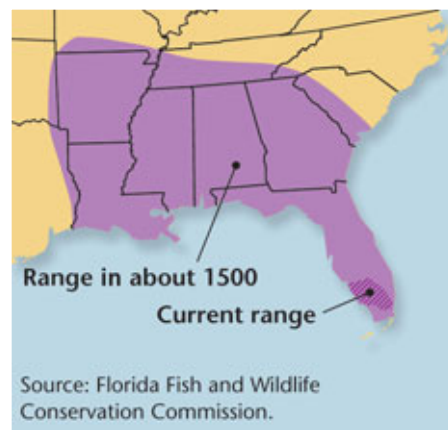 Range in about 1500
Current range
Source: Florida Fish and Wildlife
Conservation Commission.